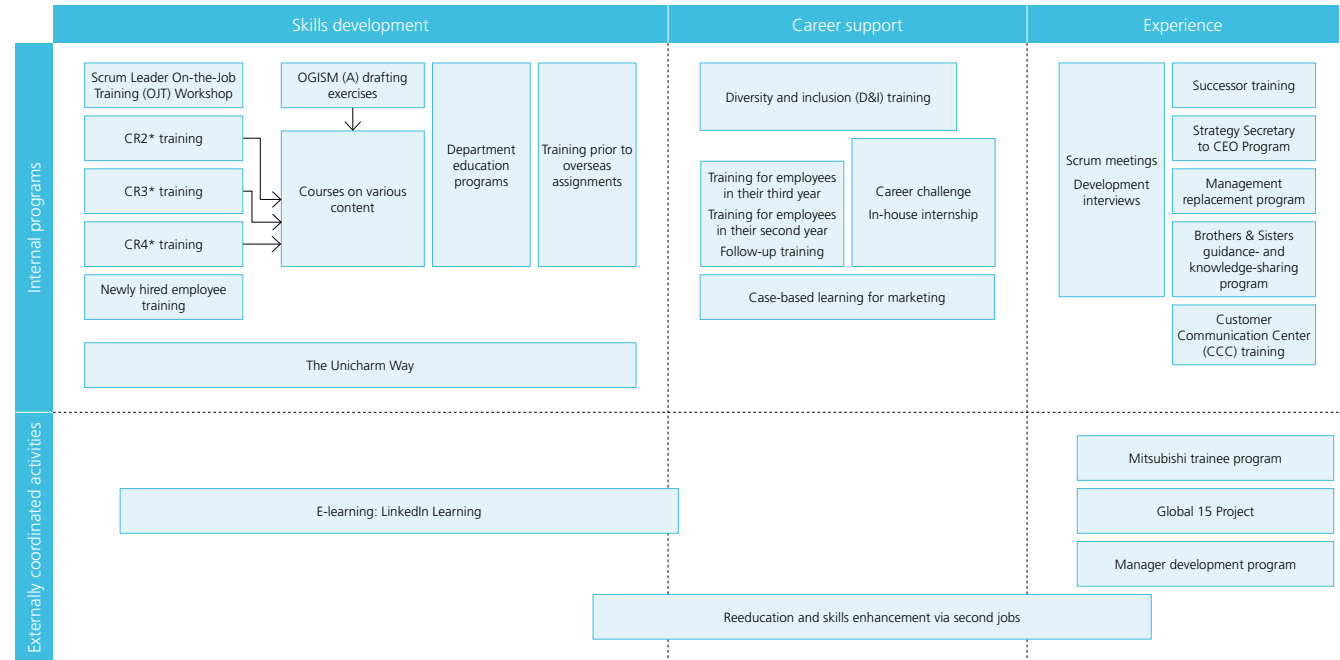 Skills development
Career support
Experience
Internal programs
Scrum Leader On-the-Job
Training (OJT) Workshop
CR2* training
CR3* training
CR4* training
Newly hired employee
training
OGISM (A) drafting
exercises
Courses on various
content
Department
education
programs
Training prior to
overseas
assignments
The Unicharm Way
Diversity and inclusion (D&I) training
Training for employees
in their third year
Training for employees
in their second year
Follow-up training
Career challenge
In-house internship
Case-based learning for marketing
Scrum meetings
Development
interviews
Successor training
Strategy Secretary
to CEO Program
Management
replacement program
Brothers & Sisters
guidance- and
knowledge-sharing
program
Customer
Communication Center
(CCC) training
Externally coordinated activities
E-learning: LinkedIn Learning
Mitsubishi trainee program
Global 15 Project
Manager development program
Reeducation and skills enhancement via second jobs